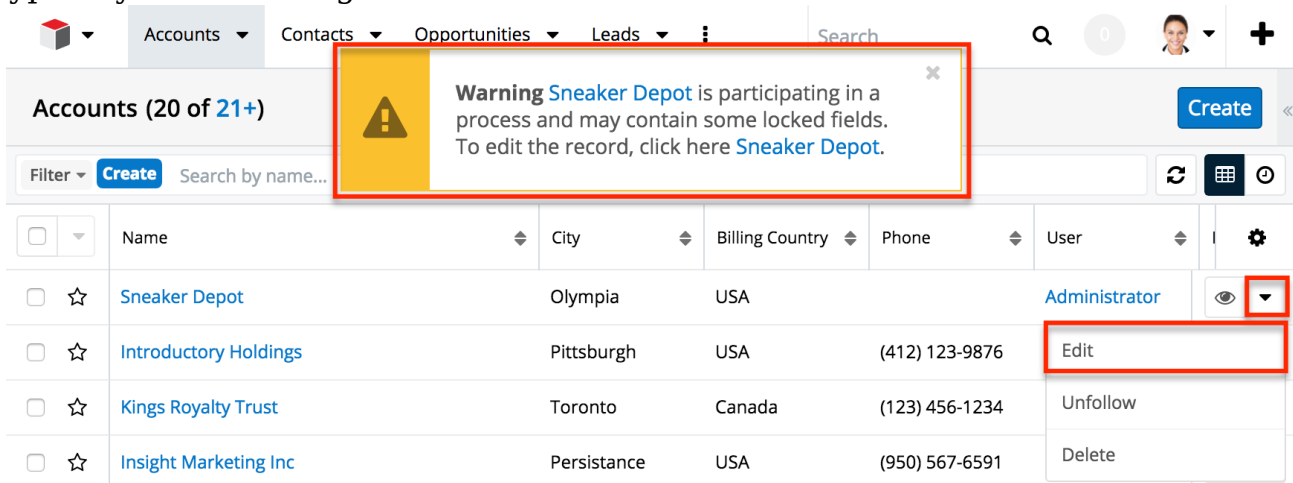 Accounts Contacts Opportunities Leads Search 0
Warning Sneaker Depot is participating in a
process and may contain some locked fields.
To edit the record, click here Sneaker Depot.
Accounts (20 of 21+) Create
Filter Create Search by name...
Name City Billing Country Phone User
Sneaker Depot Olympia USA Administrator
Introductory Holdings Pittsburgh USA (412) 123-9876 Edit
Kings Royalty Trust Toronto Canada (123) 456-1234 Unfollow
Insight Marketing Inc Persistance USA (950) 567-6591 Delete